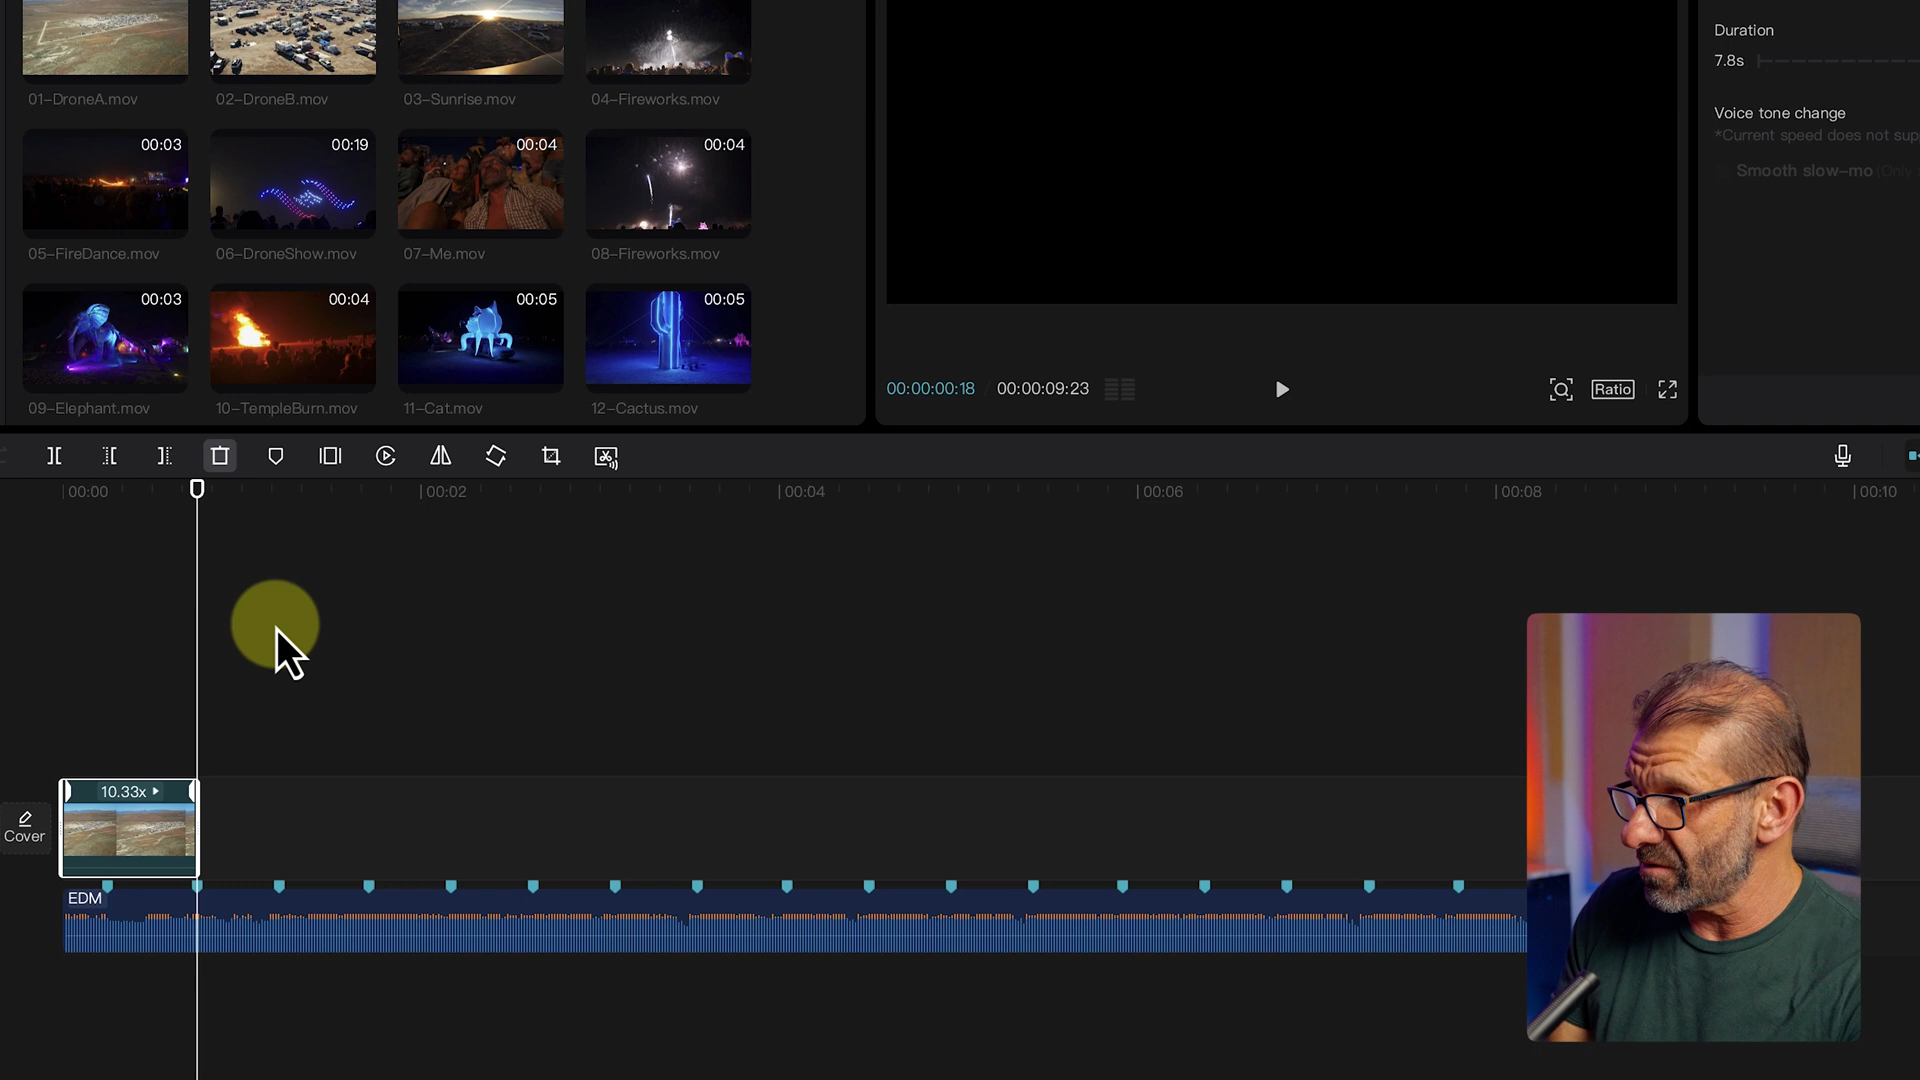 Duration
7.8s
Voice tone change
*Current speed does not sup
Smooth slow-mo (Only
01-DroneA.mov
02-DroneB.mov
03-Sunrise.mov
04-Fireworks.mov
00:03
00:19
00:04
00:04
05-FireDance.mov
06-DroneShow.mov
07-Me.mov
08-Fireworks.mov
00:03
00:04
00:05
00:05
09-Elephant.mov
10-TempleBurn.mov
11-Cat.mov
12-Cactus.mov
00:00:00:18 / 00:00:09:23
Ratio
00:00
00:02
00:04
00:06
00:08
00:10
10.33x
Cover
EDM